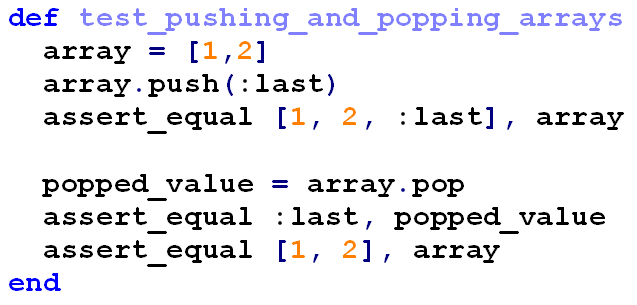 def test_pushing_and_popping_arrays
  array = [1,2]
  array.push(:last)
  assert_equal [1, 2, :last], array

  popped_value = array.pop
  assert_equal :last, popped_value
  assert_equal [1, 2], array
end